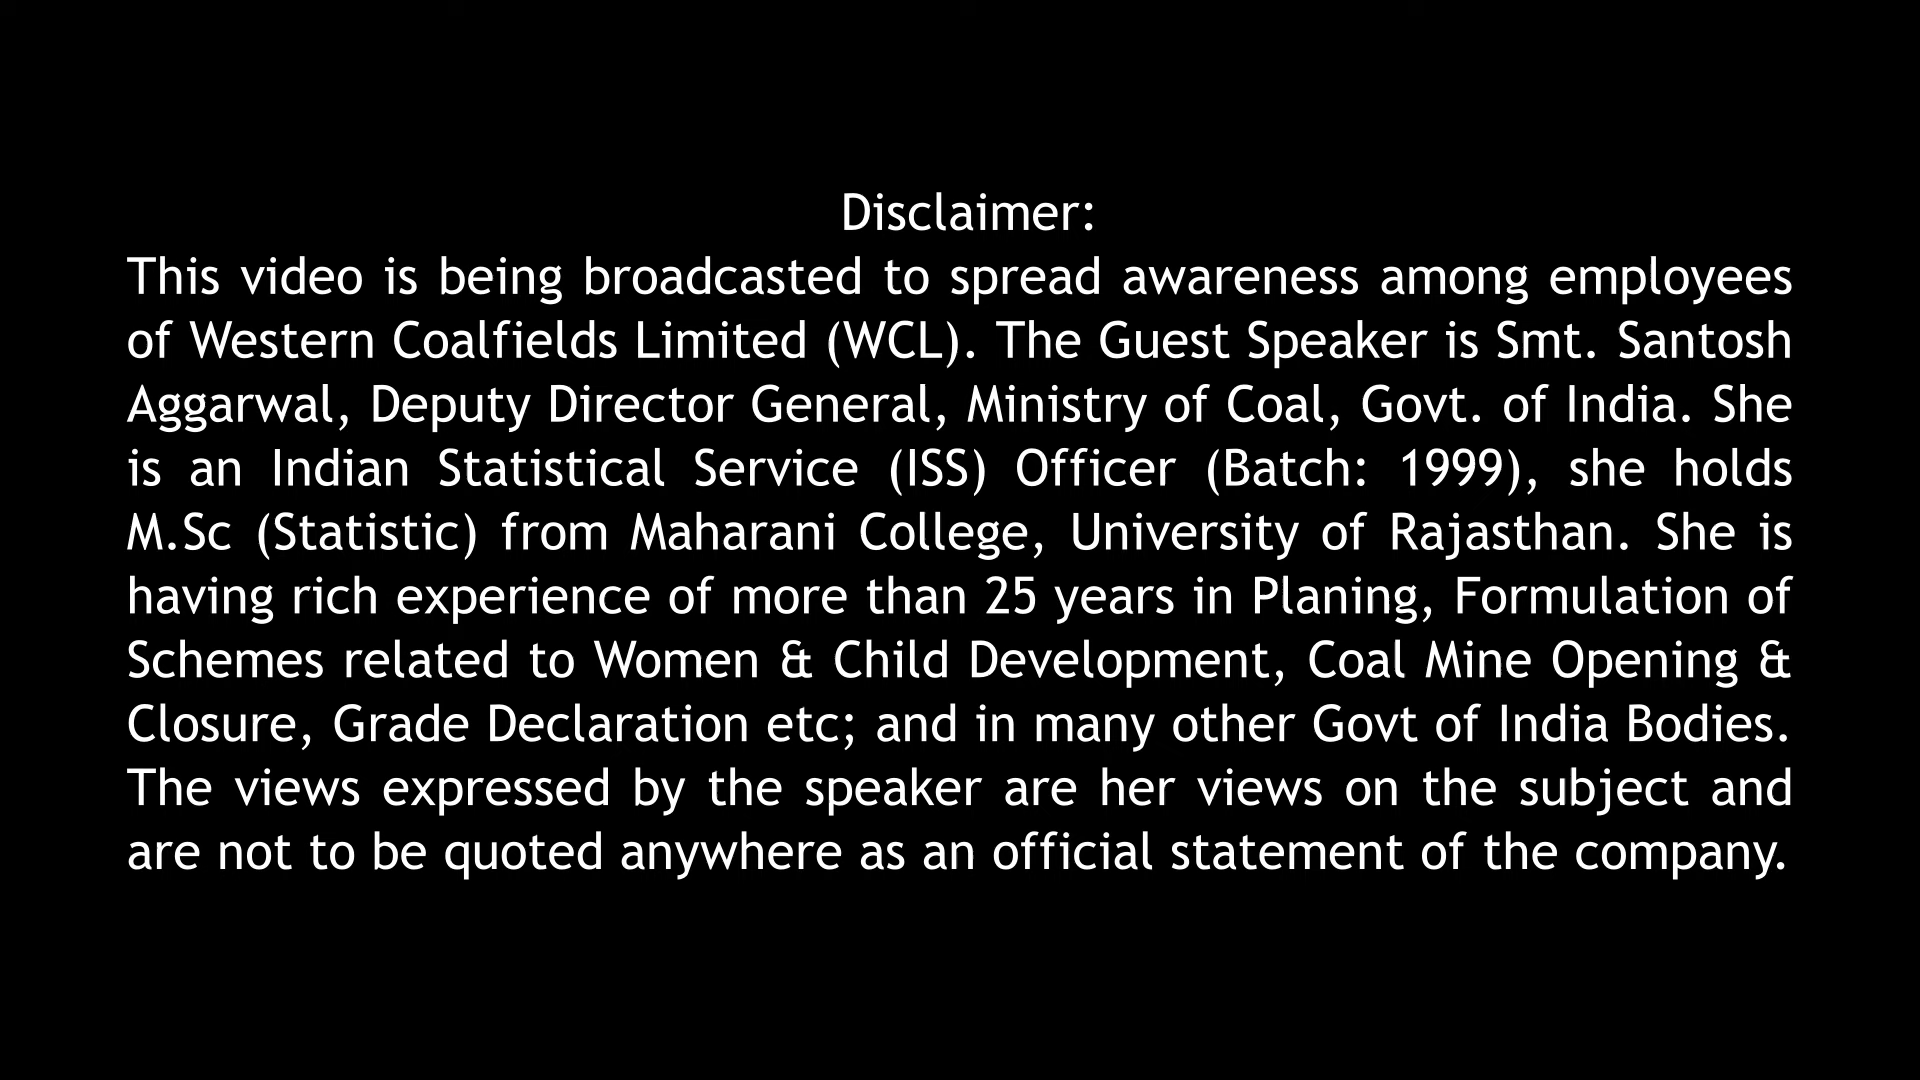 Disclaimer:
This video is being broadcasted to spread awareness among employees
of Western Coalfields Limited (WCL). The Guest Speaker is Smt. Santosh
Aggarwal, Deputy Director General, Ministry of Coal, Govt. of India. She
is an Indian Statistical Service (ISS) Officer (Batch: 1999), she holds
M.Sc (Statistic) from Maharani College, University of Rajasthan. She is
having rich experience of more than 25 years in Planing, Formulation of
Schemes related to Women & Child Development, Coal Mine Opening &
Closure, Grade Declaration etc; and in many other Govt of India Bodies.
The views expressed by the speaker are her views on the subject and
are not to be quoted anywhere as an official statement of the company.